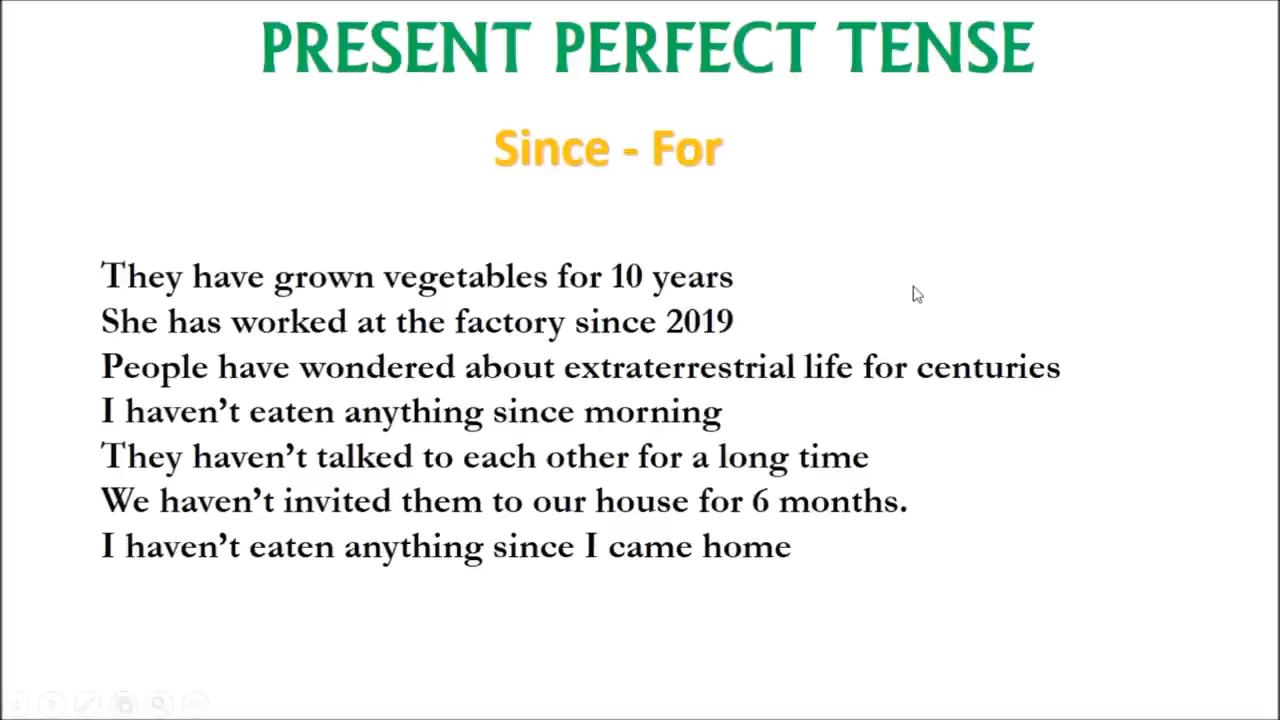 PRESENT PERFECT TENSE
Since - For
They have grown vegetables for 10 years
She has worked at the factory since 2019
People have wondered about extraterrestrial life for centuries
I haven’t eaten anything since morning
They haven’t talked to each other for a long time
We haven’t invited them to our house for 6 months.
I haven’t eaten anything since I came home